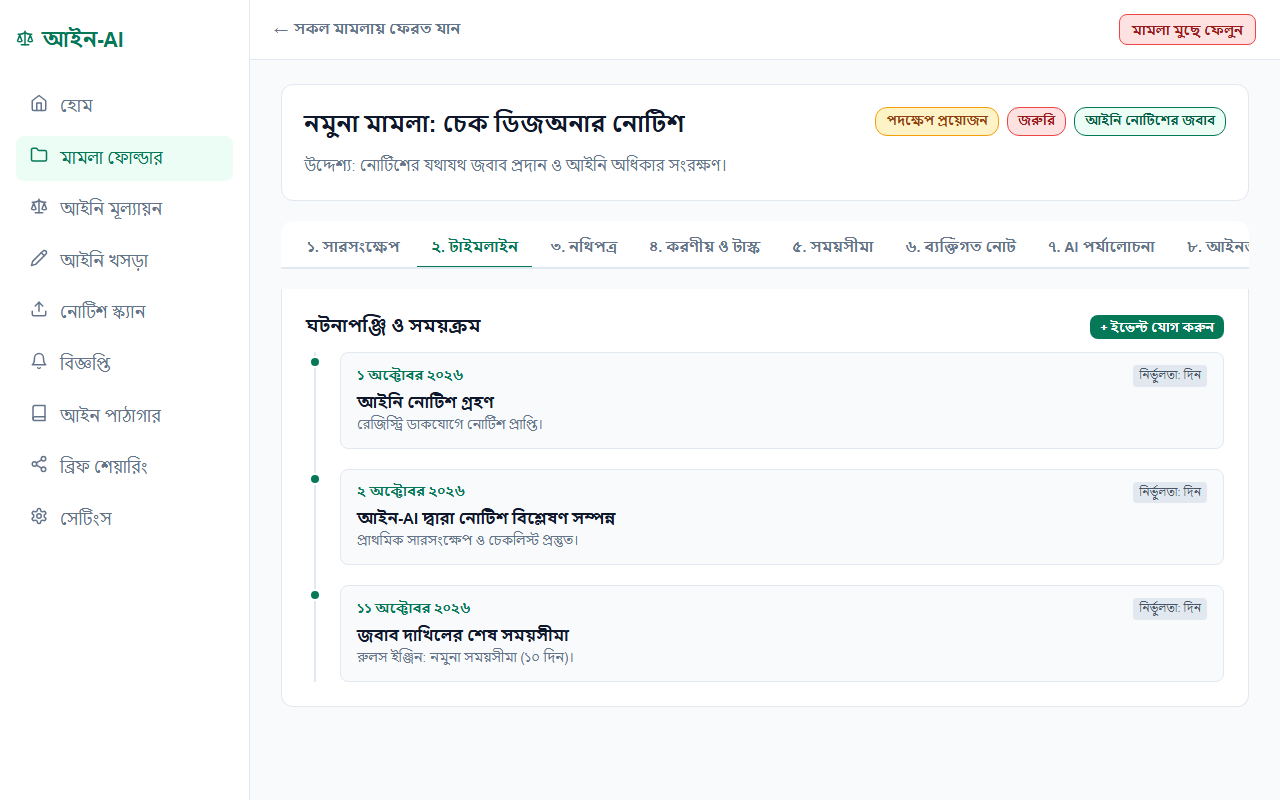 আইন-AI
হোম
মামলা ফোল্ডার
আইনি মূল্যায়ন
আইনি খসড়া
নোটিশ স্ক্যান
বিজ্ঞপ্তি
আইন পাঠাগার
ব্রিফ শেয়ারিং
সেটিংস
← সকল মামলায় ফেরত যান
মামলা মুছে ফেলুন
নমুনা মামলা: চেক ডিজঅনার নোটিশ
পদক্ষেপ প্রয়োজন
জরুরি
আইনি নোটিশের জবাব
উদ্দেশ্য: নোটিশের যথাযথ জবাব প্রদান ও আইনি অধিকার সংরক্ষণ।
১. সারসংক্ষেপ
২. টাইমলাইন
৩. নথিপত্র
৪. করণীয় ও টাস্ক
৫. সময়সীমা
৬. ব্যক্তিগত নোট
৭. AI পর্যালোচনা
৮. আইনত
ঘটনাপঞ্জি ও সময়ক্রম
+ ইভেন্ট যোগ করুন
১ অক্টোবর ২০২৬
নির্ভুলতা: দিন
আইনি নোটিশ গ্রহণ
রেজিস্ট্রি ডাকযোগে নোটিশ প্রাপ্তি।
২ অক্টোবর ২০২৬
নির্ভুলতা: দিন
আইন-AI দ্বারা নোটিশ বিশ্লেষণ সম্পন্ন
প্রাথমিক সারসংক্ষেপ ও চেকলিস্ট প্রস্তুত।
১১ অক্টোবর ২০২৬
নির্ভুলতা: দিন
জবাব দাখিলের শেষ সময়সীমা
রুলস ইঞ্জিন: নমুনা সময়সীমা (১০ দিন)।